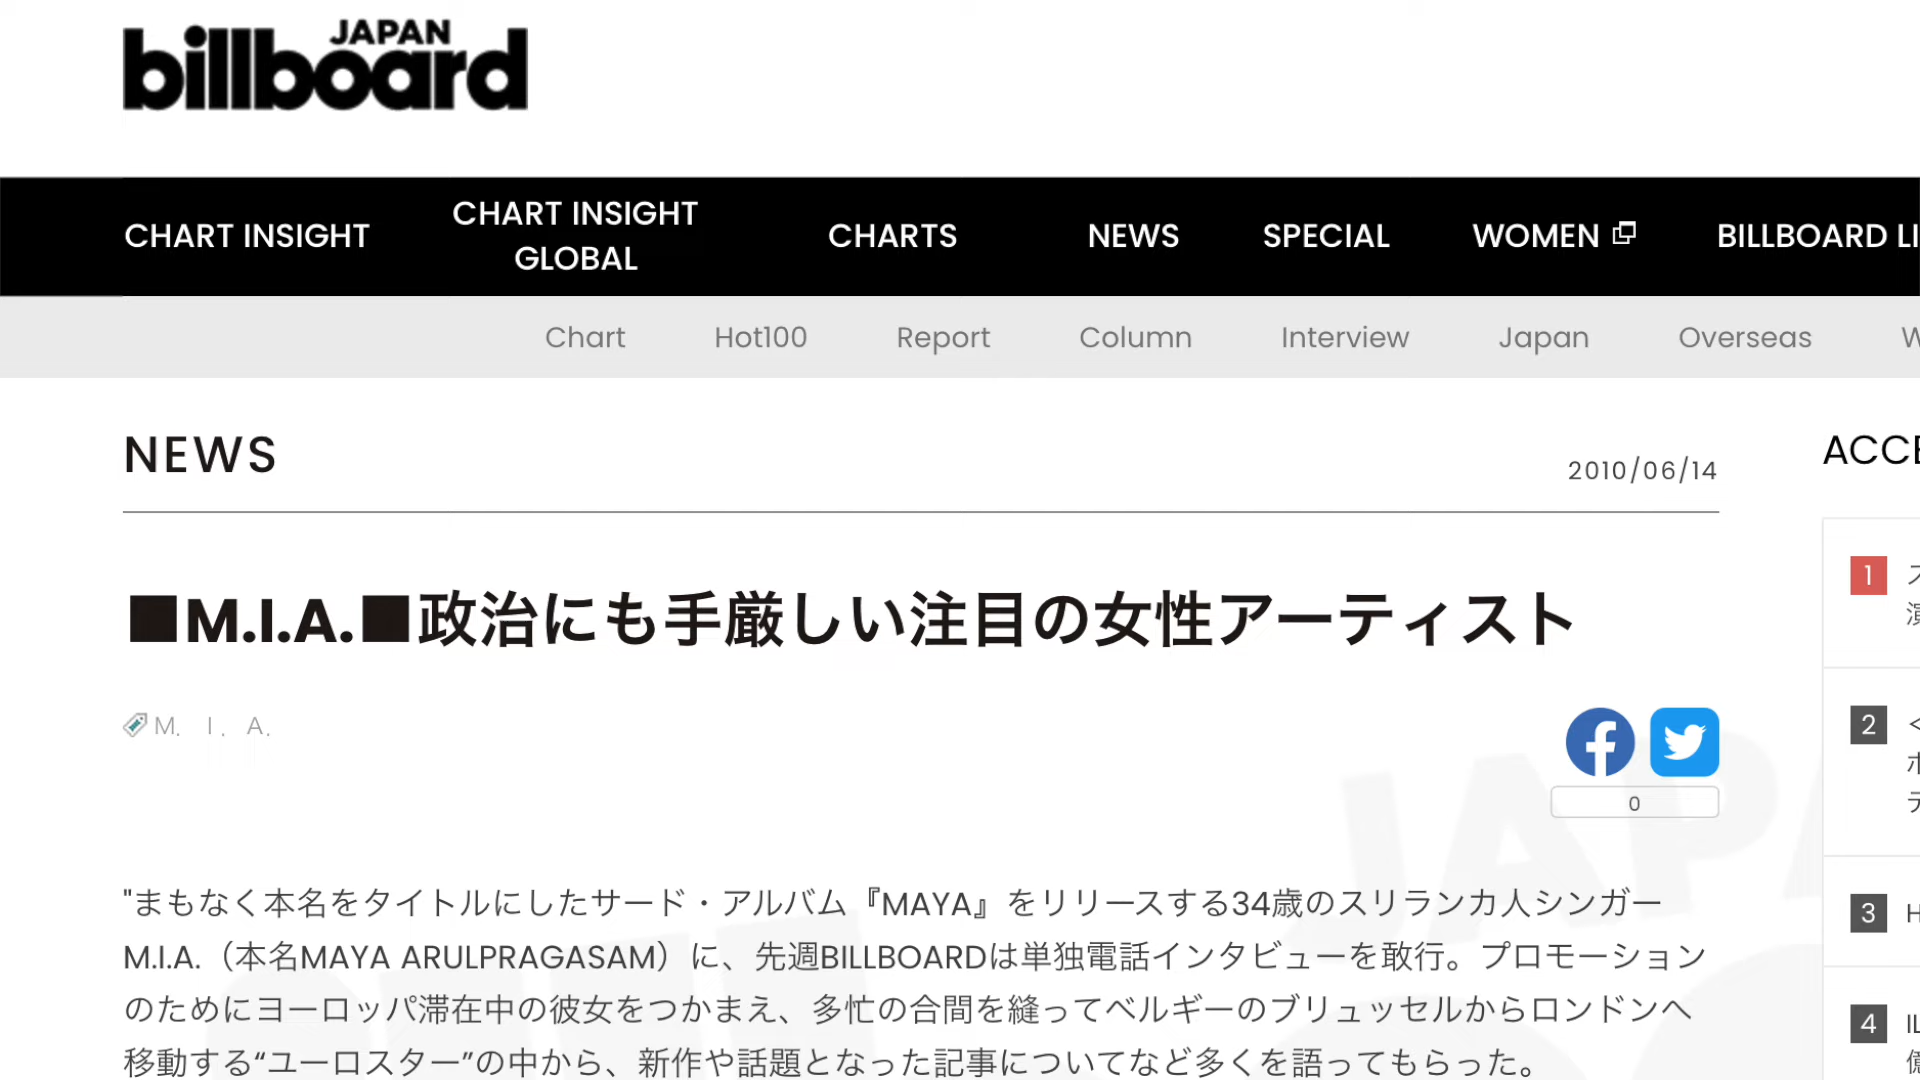 JAPAN
billboard
CHART INSIGHT
CHART INSIGHT
GLOBAL
CHARTS
NEWS
SPECIAL
WOMEN
BILLBOARD LI
Chart
Hot100
Report
Column
Interview
Japan
Overseas
W
NEWS
2010/06/14
ACCE
■M.I.A.■政治にも手厳しい注目の女性アーティスト
M. I. A.
0
"まもなく本名をタイトルにしたサード・アルバム『MAYA』をリリースする34歳のスリランカ人シンガー
M.I.A.（本名MAYA ARULPRAGASAM）に、先週BILLBOARDは単独電話インタビューを敢行。プロモーション
のためにヨーロッパ滞在中の彼女をつかまえ、多忙の合間を縫ってベルギーのブリュッセルからロンドンへ
移動する“ユーロスター”の中から、新作や話題となった記事についてなど多くを語ってもらった。
1
2
3
4